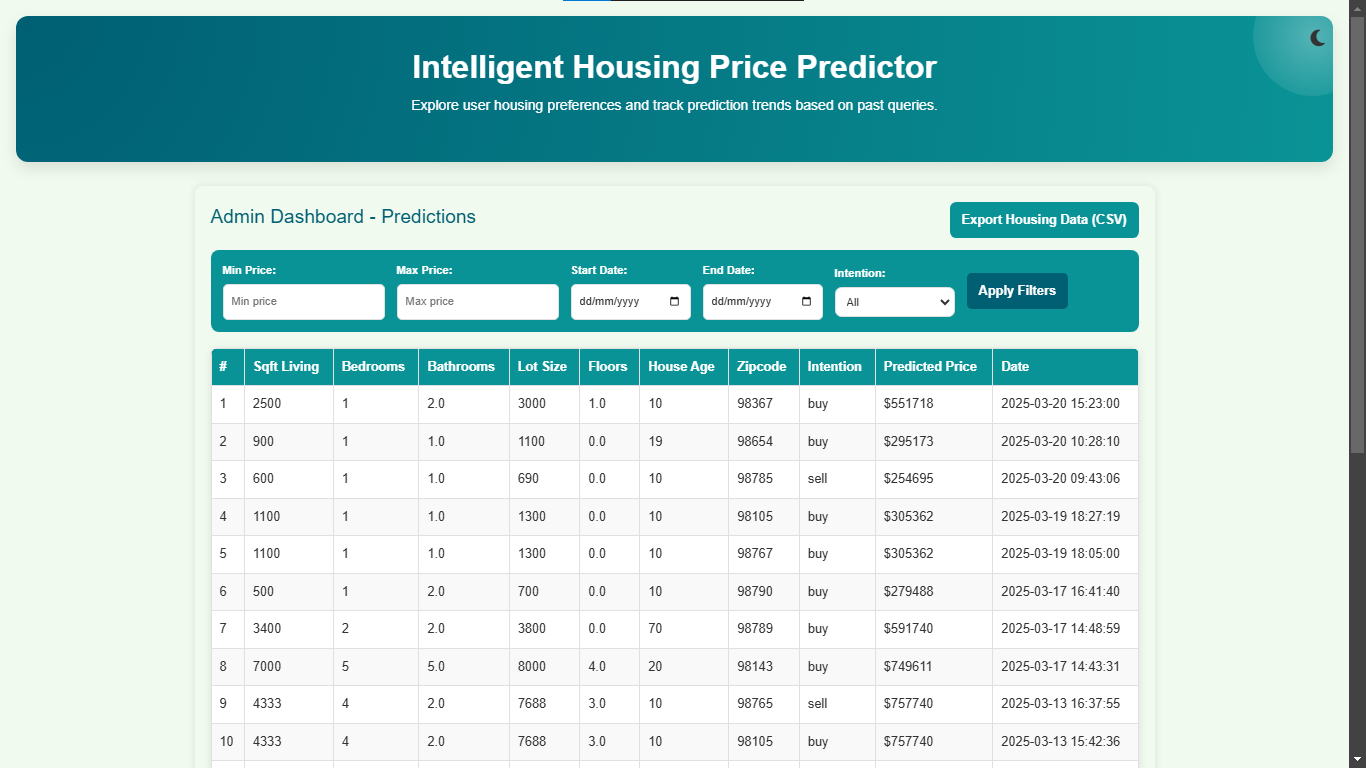 Intelligent Housing Price Predictor
Explore user housing preferences and track prediction trends based on past queries.
Admin Dashboard - Predictions
Export Housing Data (CSV)
Min Price: Max Price: Start Date: End Date: Intention:
Min price Max price dd/mm/yyyy dd/mm/yyyy All Apply Filters
# Sqft Living Bedrooms Bathrooms Lot Size Floors House Age Zipcode Intention Predicted Price Date
1 2500 1 2.0 3000 1.0 10 98367 buy $551718 2025-03-20 15:23:00
2 900 1 1.0 1100 0.0 19 98654 buy $295173 2025-03-20 10:28:10
3 600 1 1.0 690 0.0 10 98785 sell $254695 2025-03-20 09:43:06
4 1100 1 1.0 1300 0.0 10 98105 buy $305362 2025-03-19 18:27:19
5 1100 1 1.0 1300 0.0 10 98767 buy $305362 2025-03-19 18:05:00
6 500 1 2.0 700 0.0 10 98790 buy $279488 2025-03-17 16:41:40
7 3400 2 2.0 3800 0.0 70 98789 buy $591740 2025-03-17 14:48:59
8 7000 5 5.0 8000 4.0 20 98143 buy $749611 2025-03-17 14:43:31
9 4333 4 2.0 7688 3.0 10 98765 sell $757740 2025-03-13 16:37:55
10 4333 4 2.0 7688 3.0 10 98105 buy $757740 2025-03-13 15:42:36